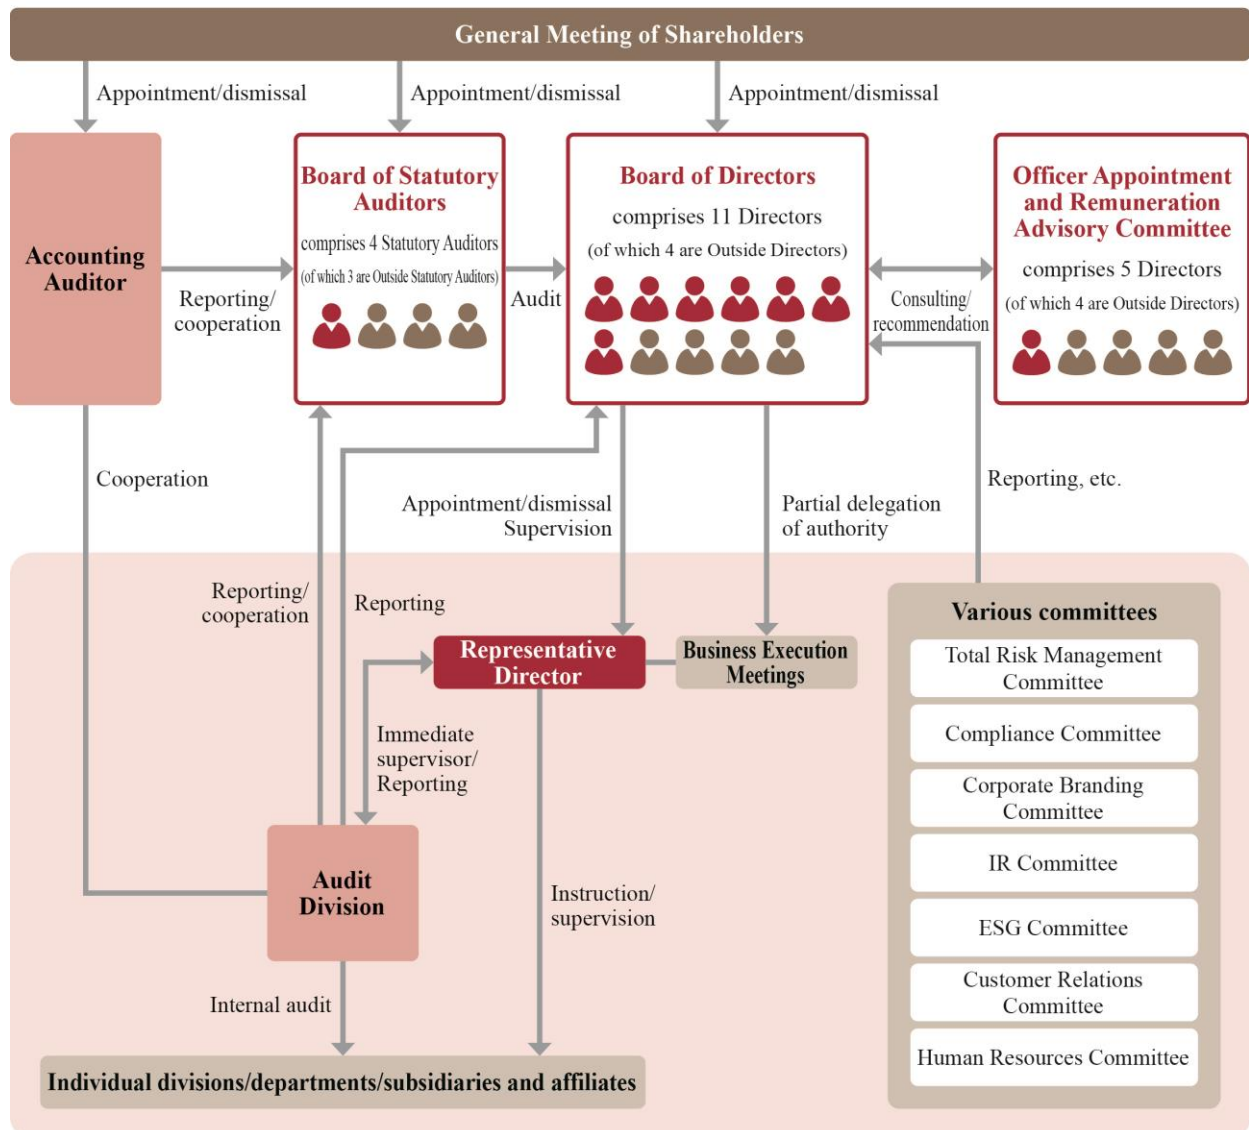 General Meeting of Shareholders
Appointment/dismissal
Appointment/dismissal
Appointment/dismissal
Accounting
Auditor
Reporting/
cooperation
Board of Statutory
Auditors
comprises 4 Statutory Auditors
(of which 3 are Outside Statutory Auditors)
Audit
Board of Directors
comprises 11 Directors
(of which 4 are Outside Directors)
Consulting/
recommendation
Officer Appointment
and Remuneration
Advisory Committee
comprises 5 Directors
(of which 4 are Outside Directors)
Cooperation
Appointment/dismissal
Supervision
Partial delegation
of authority
Reporting, etc.
Reporting/
cooperation
Reporting
Representative
Director
Business Execution
Meetings
Immediate
supervisor/
Reporting
Audit
Division
Instruction/
supervision
Internal audit
Individual divisions/departments/subsidiaries and affiliates
Various committees
Total Risk Management
Committee
Compliance Committee
Corporate Branding
Committee
IR Committee
ESG Committee
Customer Relations
Committee
Human Resources Committee